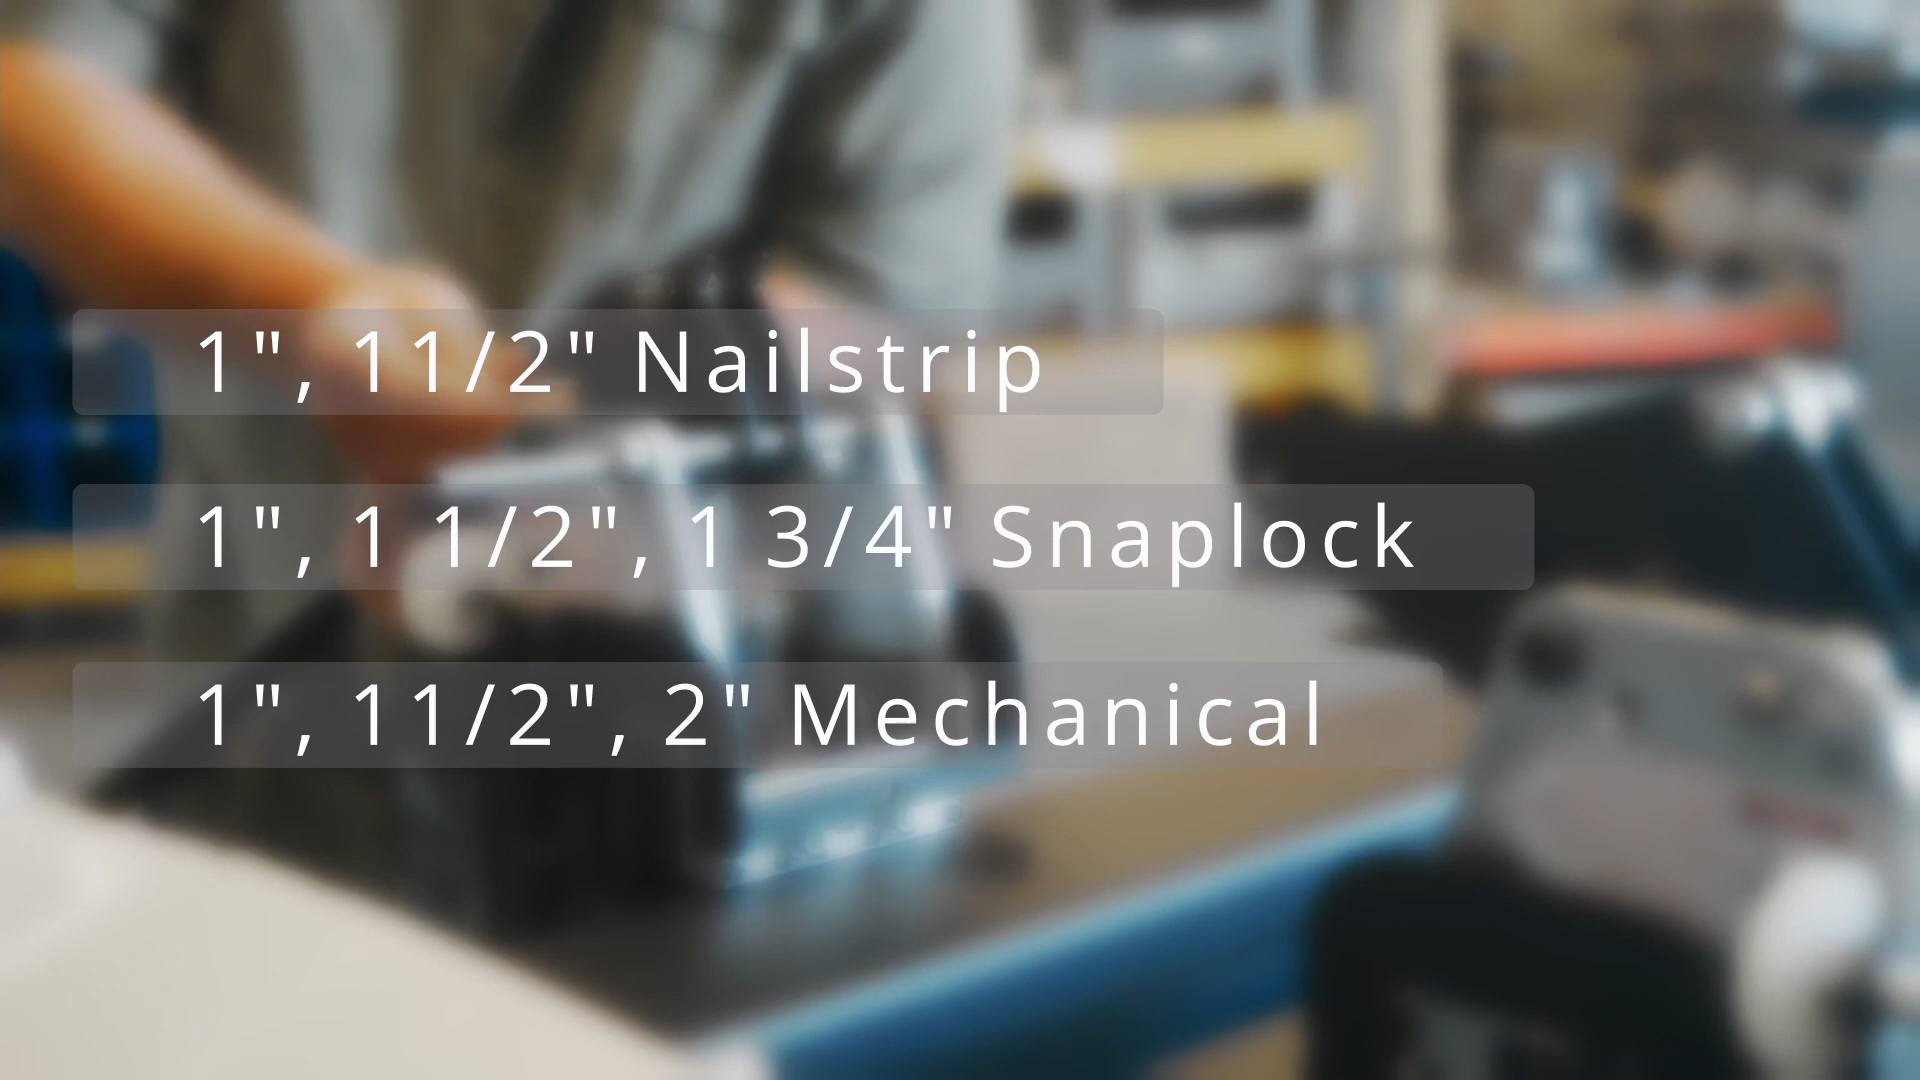 1", 11/2" Nailstrip
1", 1 1/2", 1 3/4" Snaplock
1", 11/2", 2" Mechanical